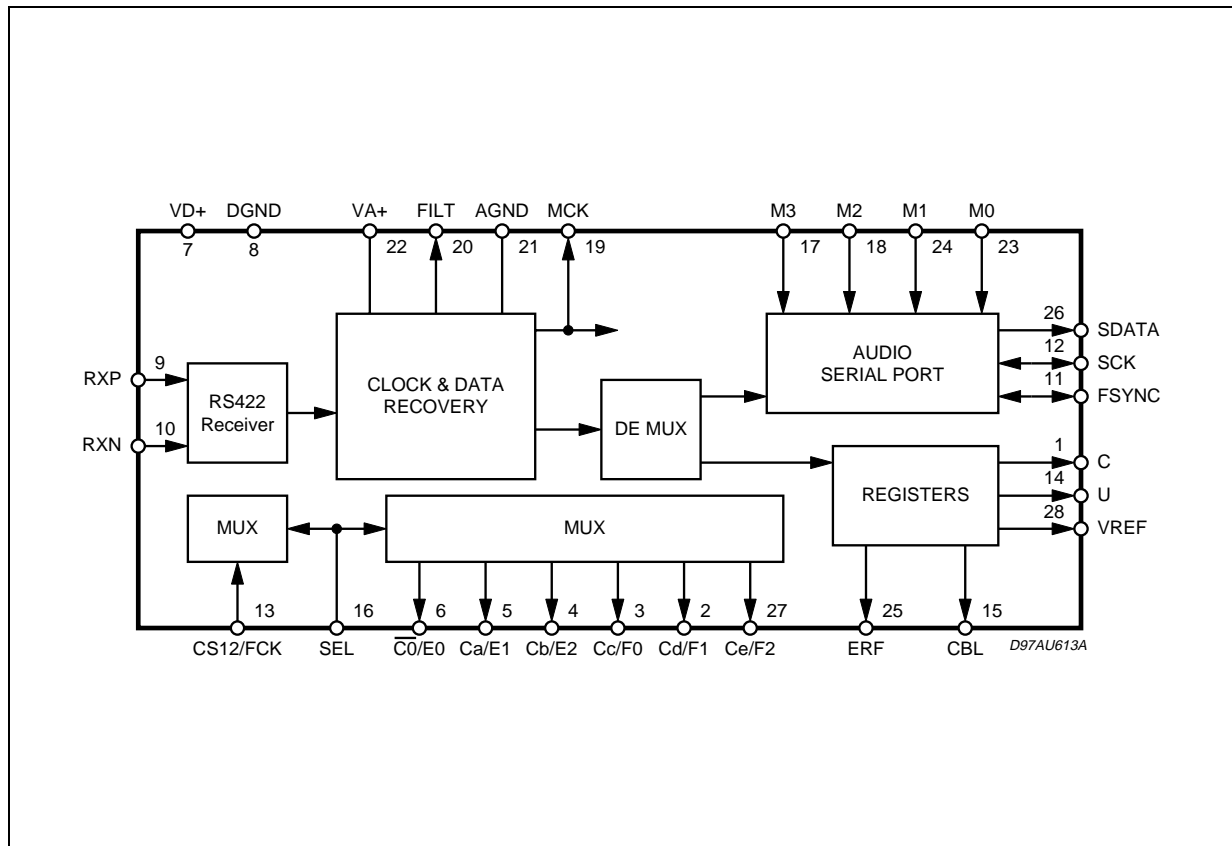 VD+ DGND VA+ FILT AGND MCK M3 M2 M1 M0
7 8 22 20 21 19 17 18 24 23
26 SDATA
12 SCK
11 FSYNC
AUDIO
SERIAL PORT
RXP 9
RXN 10
RS422
Receiver
CLOCK & DATA
RECOVERY
DE MUX
REGISTERS
1 C
14 U
28 VREF
MUX
MUX
13 16 6 5 4 3 2 27 25 15
CS12/FCK SEL C̅0̅/E0 Ca/E1 Cb/E2 Cc/F0 Cd/F1 Ce/F2 ERF CBL
D97AU613A